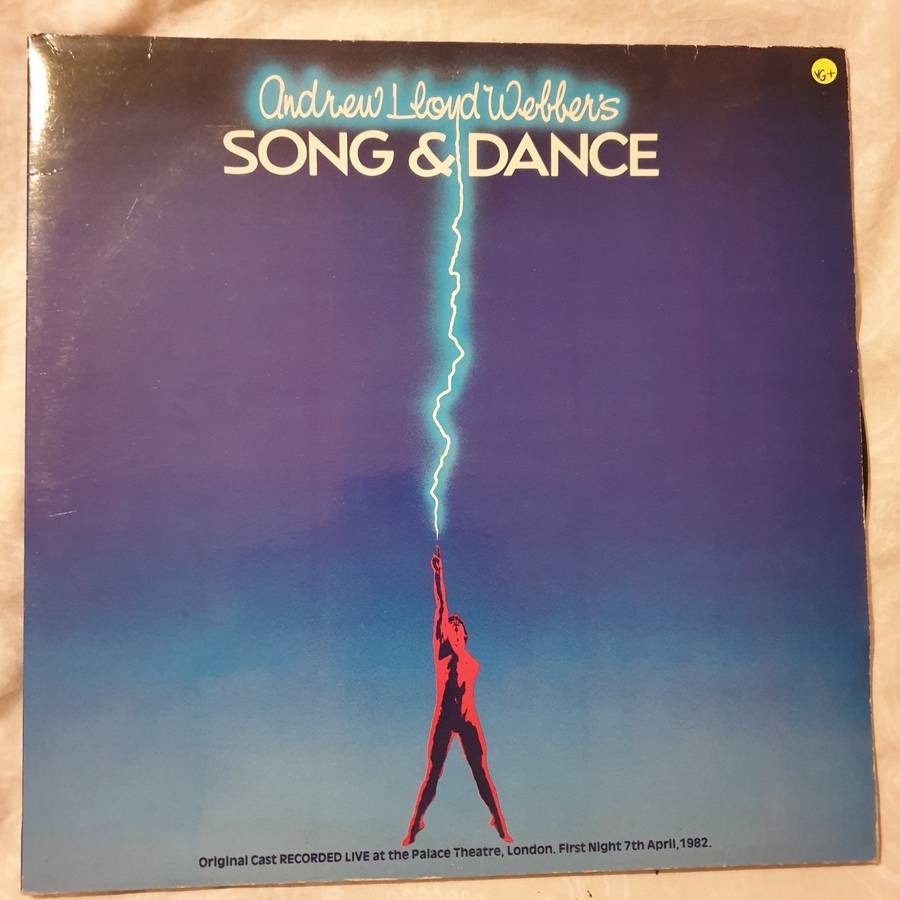 VG+
Andrew Lloyd Webber's
SONG & DANCE
Original Cast RECORDED LIVE at the Palace Theatre, London. First Night 7th April, 1982.